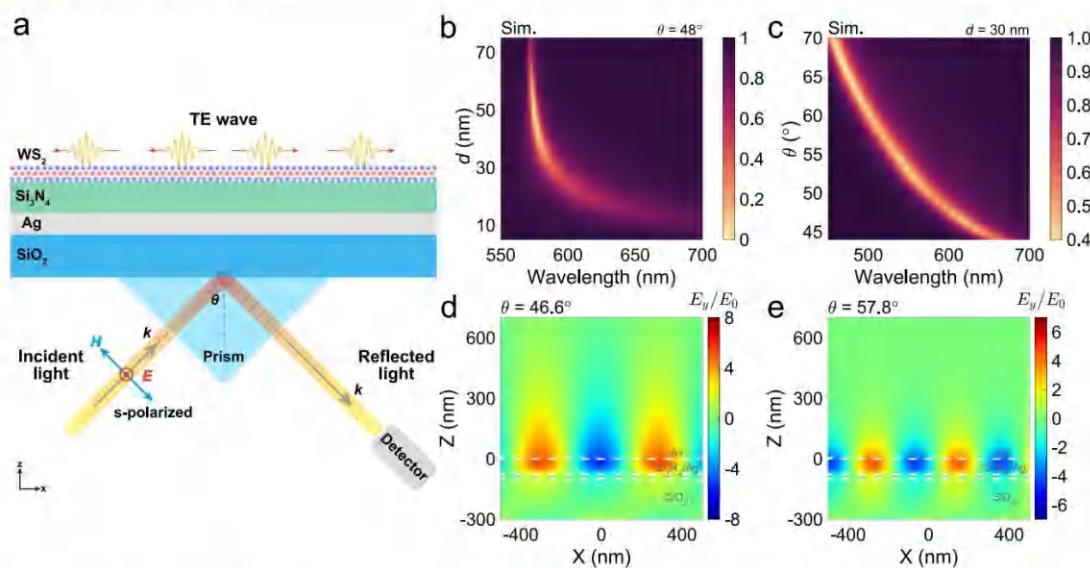 a
TE wave
WS2
Si3N4
Ag
SiO2
θ
k
H
Prism
Incident
light
E
Reflected
light
k
s-polarized
Detector
z
x
b
Sim.
θ = 48°
70
50
30
10
d (nm)
550
600
650
700
Wavelength (nm)
1
0.8
0.6
0.4
0.2
0
c
Sim.
d = 30 nm
70
65
60
55
50
45
θ (°)
500
600
700
Wavelength (nm)
1.0
0.9
0.8
0.7
0.6
0.5
0.4
d
θ = 46.6°
Ey/E0
600
300
0
-300
Z (nm)
-400
0
400
X (nm)
8
4
0
-4
-8
Ag
SiO2
e
θ = 57.8°
Ey/E0
600
300
0
-300
Z (nm)
-400
0
400
X (nm)
6
4
2
0
-2
-4
-6
Ag
SiO2